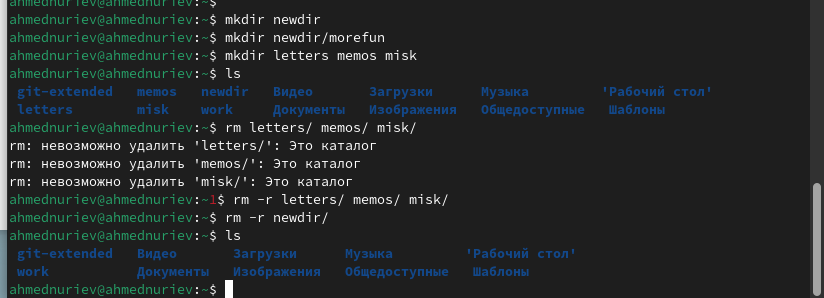 ahmednuriev@ahmednuriev:~$
ahmednuriev@ahmednuriev:~$ mkdir newdir
ahmednuriev@ahmednuriev:~$ mkdir newdir/morefun
ahmednuriev@ahmednuriev:~$ mkdir letters memos misk
ahmednuriev@ahmednuriev:~$ ls
git-extended memos newdir Видео Загрузки Музыка 'Рабочий стол'
letters misk work Документы Изображения Общедоступные Шаблоны
ahmednuriev@ahmednuriev:~$ rm letters/ memos/ misk/
rm: невозможно удалить 'letters/': Это каталог
rm: невозможно удалить 'memos/': Это каталог
rm: невозможно удалить 'misk/': Это каталог
ahmednuriev@ahmednuriev:~1$ rm -r letters/ memos/ misk/
ahmednuriev@ahmednuriev:~$ rm -r newdir/
ahmednuriev@ahmednuriev:~$ ls
git-extended Видео Загрузки Музыка 'Рабочий стол'
work Документы Изображения Общедоступные Шаблоны
ahmednuriev@ahmednuriev:~$